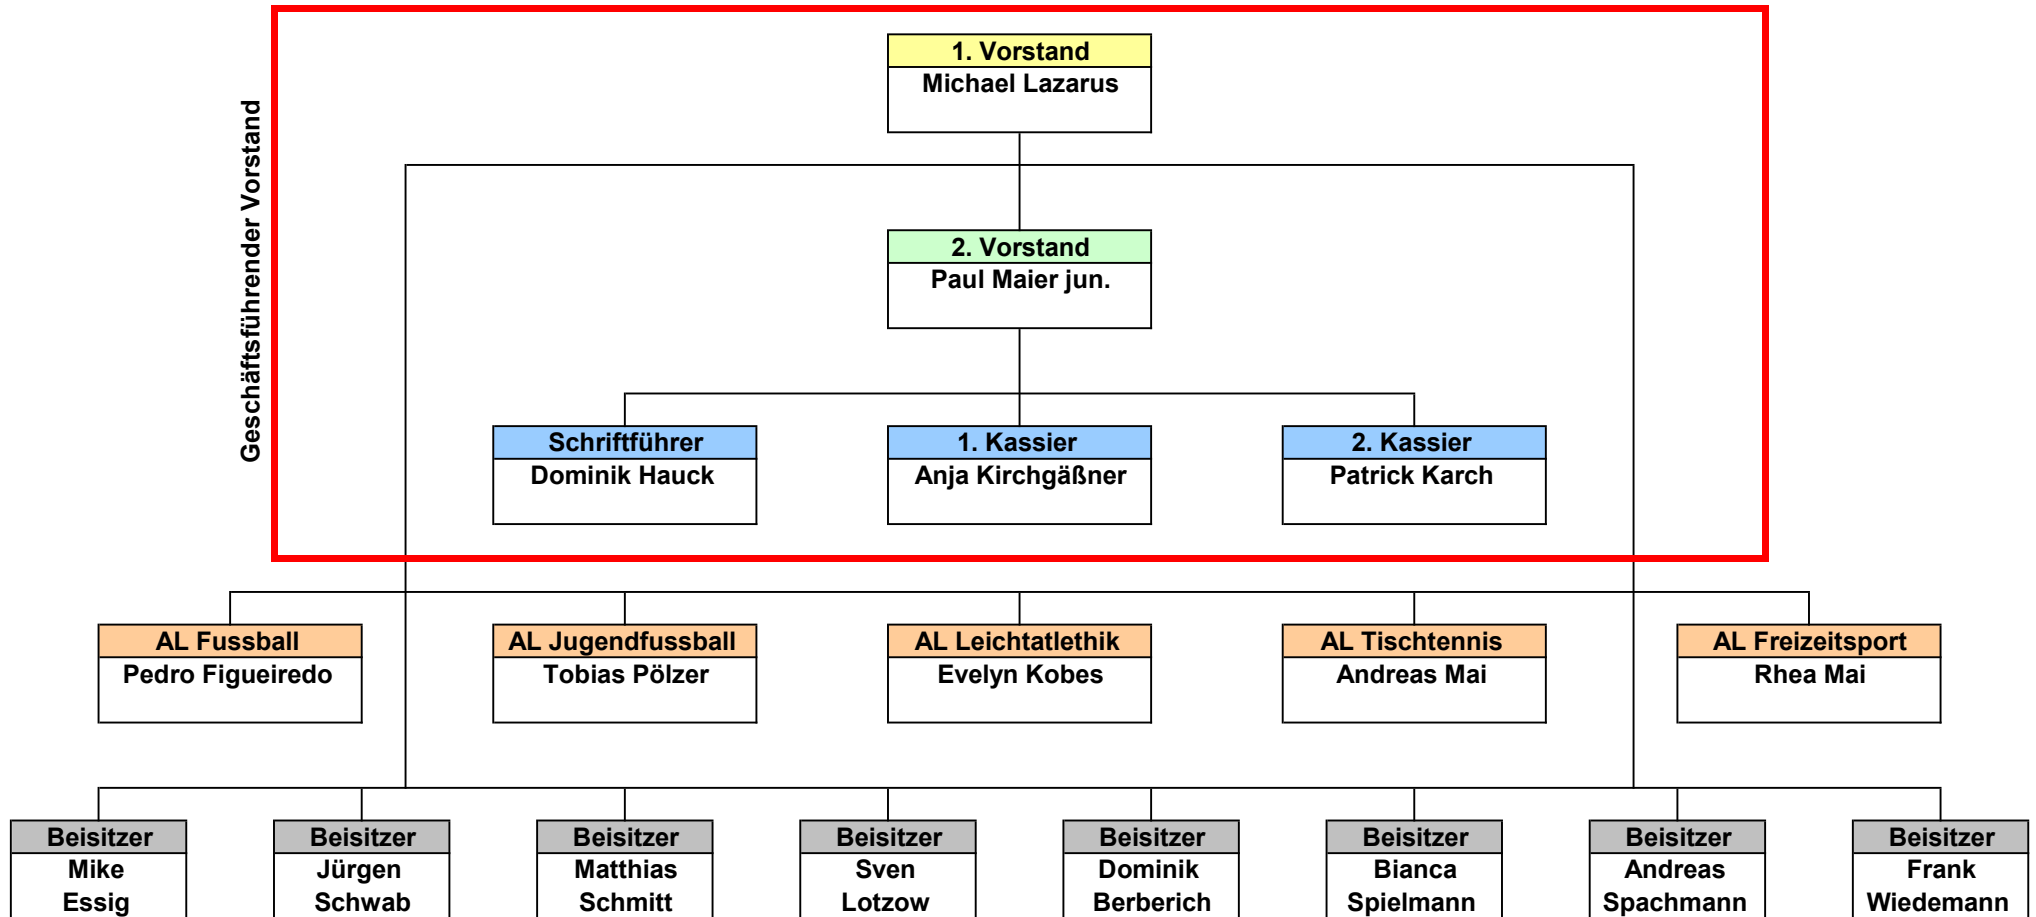 Geschäftsführender Vorstand
1. Vorstand
Michael Lazarus
2. Vorstand
Paul Maier jun.
Schriftführer
Dominik Hauck
1. Kassier
Anja Kirchgäßner
2. Kassier
Patrick Karch
AL Fussball
Pedro Figueiredo
AL Jugendfussball
Tobias Pölzer
AL Leichtatlethik
Evelyn Kobes
AL Tischtennis
Andreas Mai
AL Freizeitsport
Rhea Mai
Beisitzer
Mike
Essig
Beisitzer
Jürgen
Schwab
Beisitzer
Matthias
Schmitt
Beisitzer
Sven
Lotzow
Beisitzer
Dominik
Berberich
Beisitzer
Bianca
Spielmann
Beisitzer
Andreas
Spachmann
Beisitzer
Frank
Wiedemann